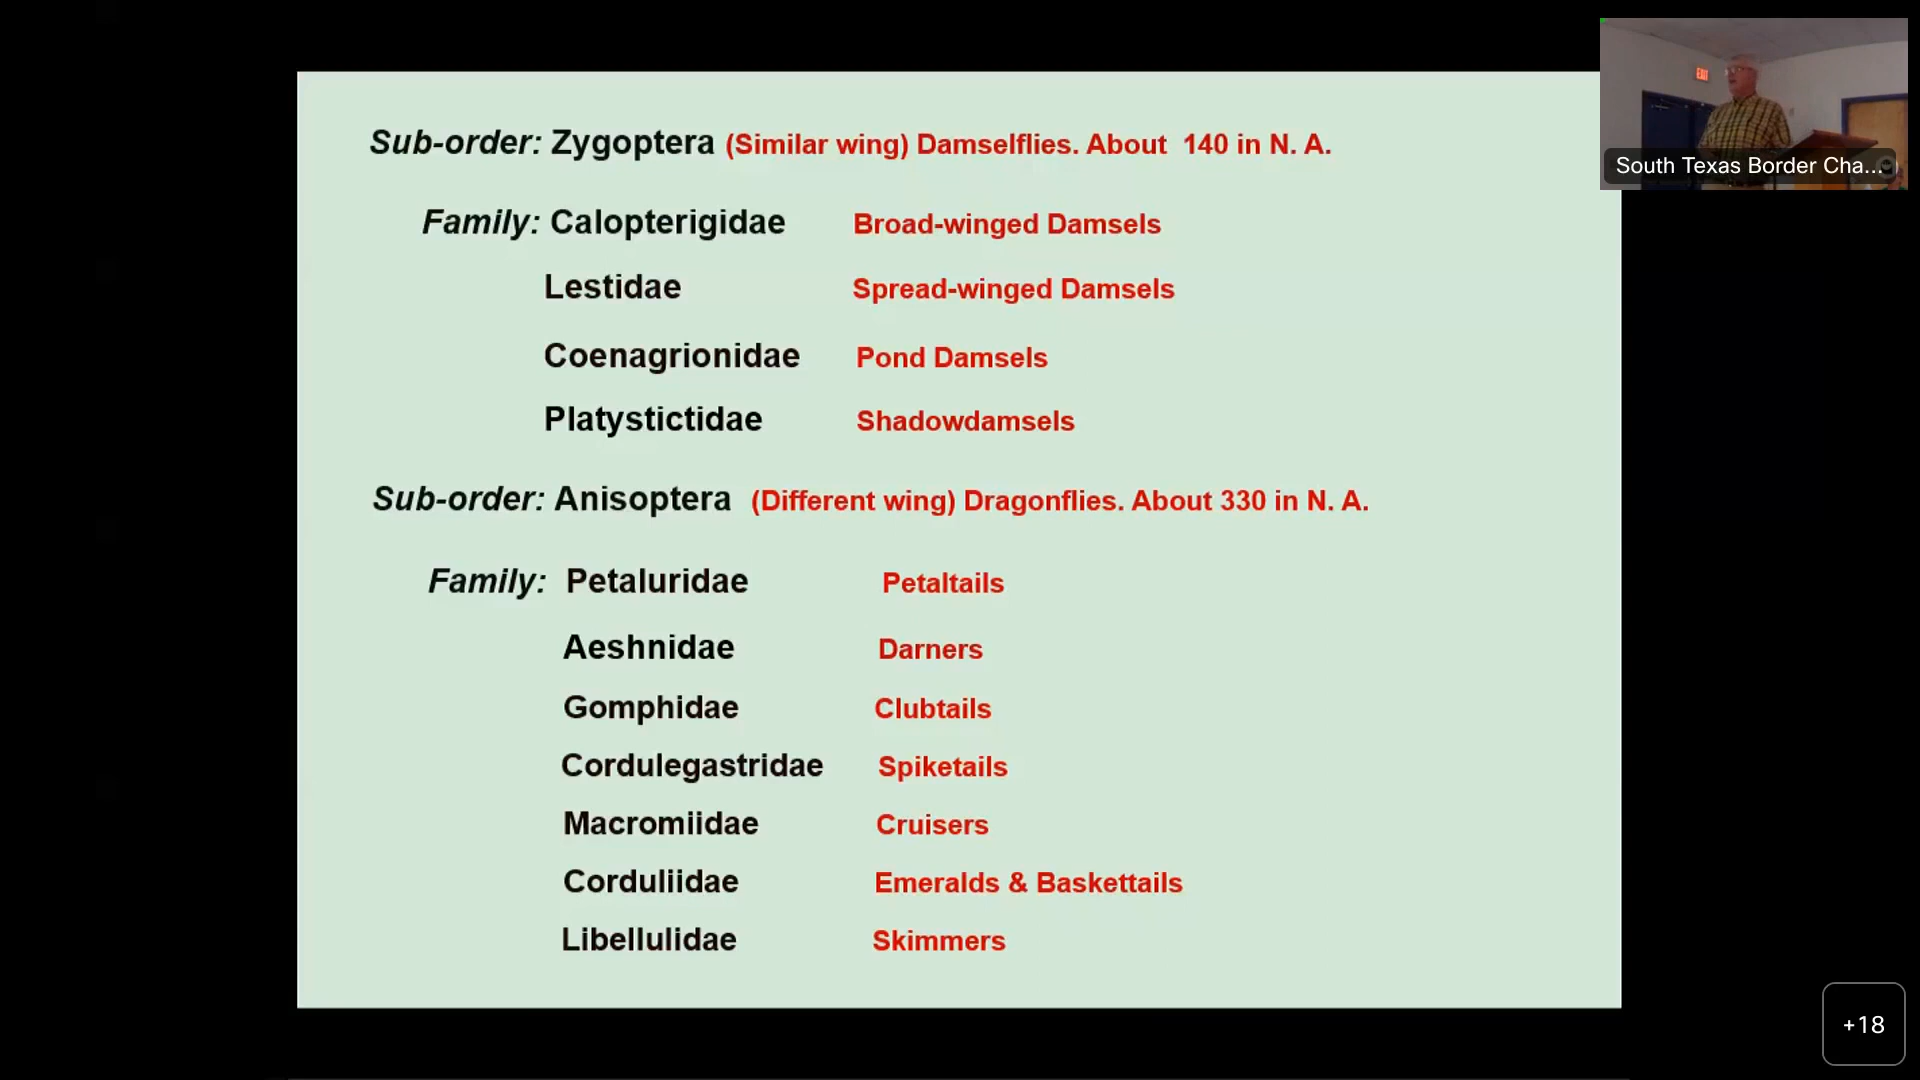 Sub-order: Zygoptera (Similar wing) Damselflies. About 140 in N. A.
Family: Calopterigidae Broad-winged Damsels
Lestidae Spread-winged Damsels
Coenagrionidae Pond Damsels
Platystictidae Shadowdamsels
Sub-order: Anisoptera (Different wing) Dragonflies. About 330 in N. A.
Family: Petaluridae Petaltails
Aeshnidae Darners
Gomphidae Clubtails
Cordulegastridae Spiketails
Macromiidae Cruisers
Corduliidae Emeralds & Baskettails
Libellulidae Skimmers
EXIT
South Texas Border Cha...
+18